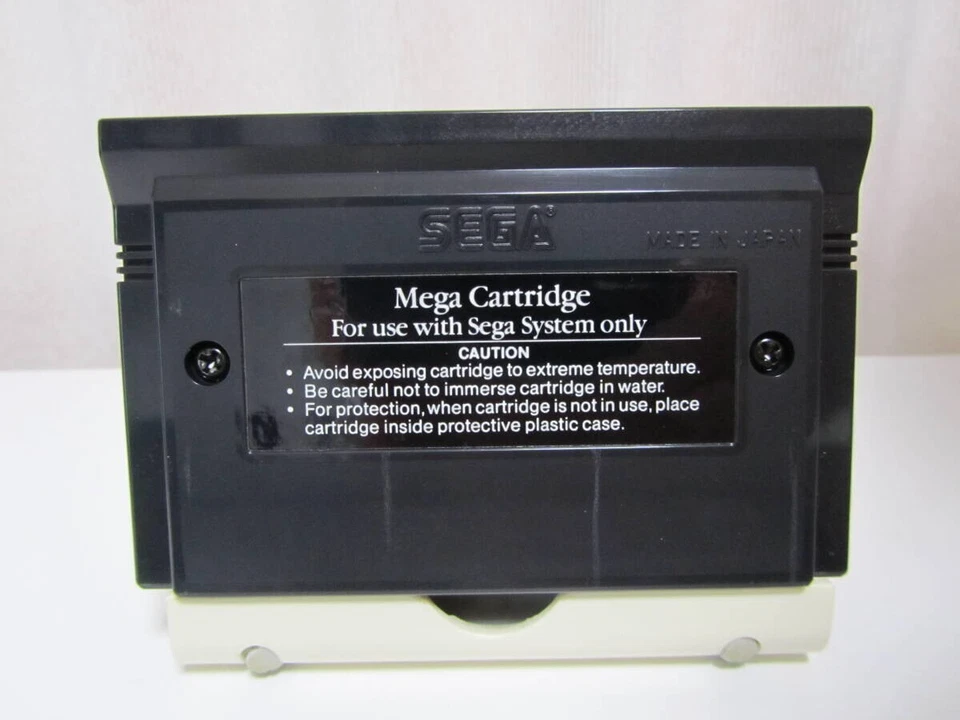 SEGA®
MADE IN JAPAN
Mega Cartridge
For use with Sega System only
CAUTION
• Avoid exposing cartridge to extreme temperature.
• Be careful not to immerse cartridge in water.
• For protection, when cartridge is not in use, place
cartridge inside protective plastic case.